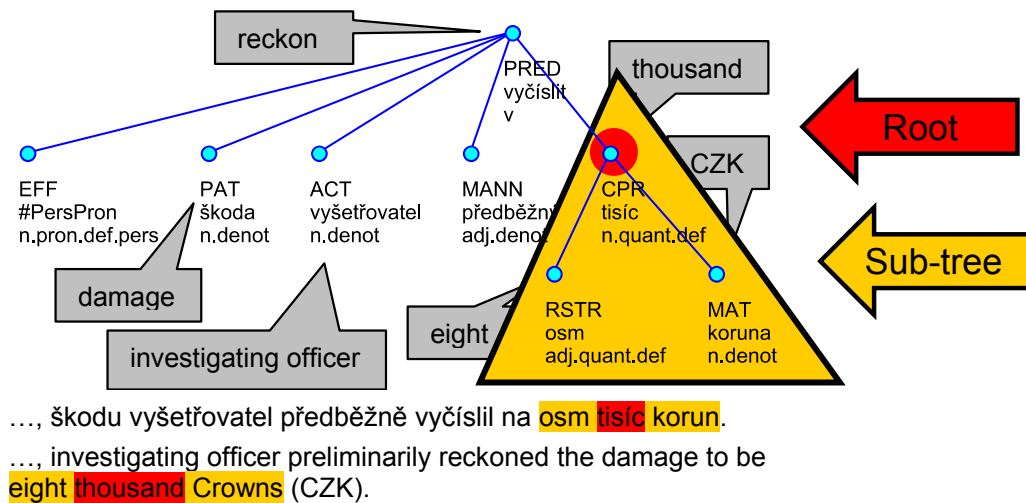 reckon
PRED
vyčíslit
v
thousand
Root
CZK
EFF
#PersPron
n.pron.def.pers
PAT
škoda
n.denot
ACT
vyšetřovatel
n.denot
MANN
předběžný
adj.denot
CPR
tisíc
n.quant.def
Sub-tree
damage
investigating officer
eight
RSTR
osm
adj.quant.def
MAT
koruna
n.denot
…, škodu vyšetřovatel předběžně vyčíslil na osm tisíc korun.
…, investigating officer preliminarily reckoned the damage to be
eight thousand Crowns (CZK).